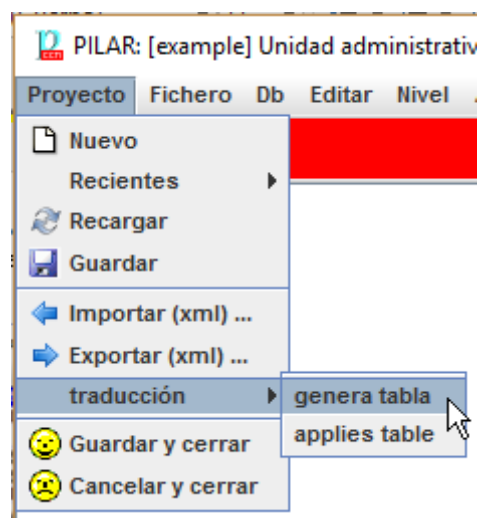 PILAR: [example] Unidad administrativ
Proyecto Fichero Db Editar Nivel
Nuevo
Recientes
Recargar
Guardar
Importar (xml) ...
Exportar (xml) ...
traducción
genera tabla
applies table
Guardar y cerrar
Cancelar y cerrar